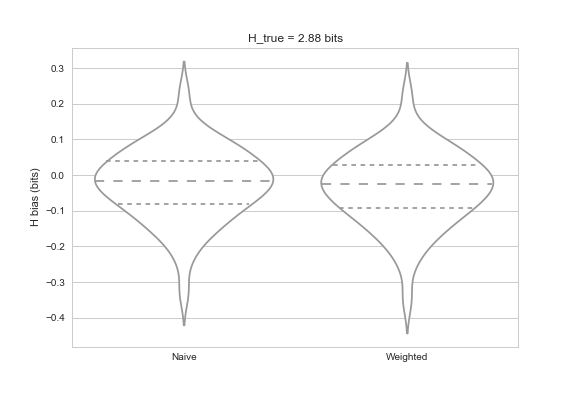 H_true = 2.88 bits
0.3
0.2
0.1
0.0
−0.1
−0.2
−0.3
−0.4
H bias (bits)
Naive
Weighted